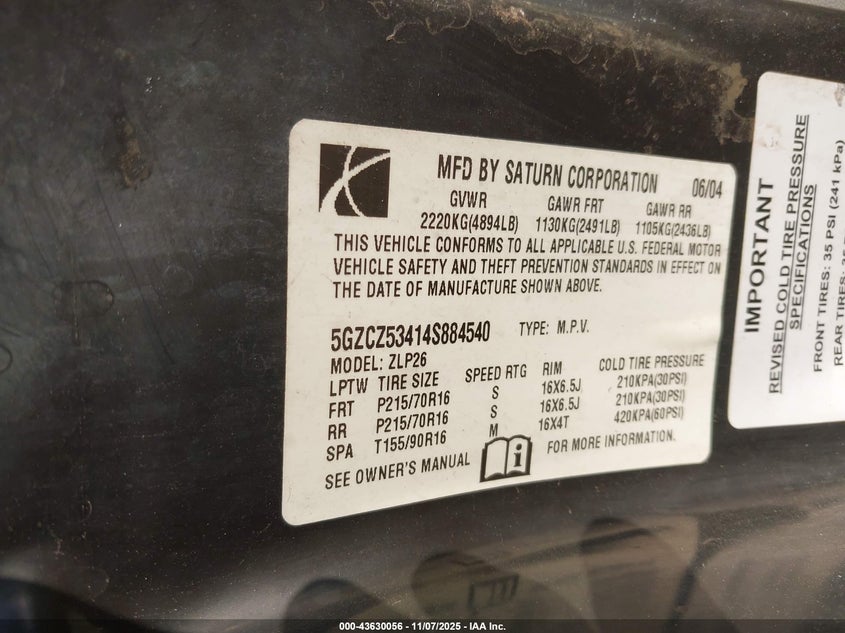 MFD BY SATURN CORPORATION 06/04
GVWR GAWR FRT GAWR RR
2220KG(4894LB) 1130KG(2491LB) 1105KG(2436LB)
THIS VEHICLE CONFORMS TO ALL APPLICABLE U.S. FEDERAL MOTOR
VEHICLE SAFETY AND THEFT PREVENTION STANDARDS IN EFFECT ON
THE DATE OF MANUFACTURE SHOWN ABOVE.
5GZCZ53414S884540 TYPE: M.P.V.
MODEL: ZLP26
LPTW TIRE SIZE SPEED RTG RIM COLD TIRE PRESSURE
FRT P215/70R16 S 16X6.5J 210KPA(30PSI)
RR P215/70R16 S 16X6.5J 210KPA(30PSI)
SPA T155/90R16 M 16X4T 420KPA(60PSI)
SEE OWNER'S MANUAL i FOR MORE INFORMATION.
IMPORTANT
REVISED COLD TIRE PRESSURE
SPECIFICATIONS
FRONT TIRES: 35 PSI (241 kPa)
REAR TIRES: 35
000-43630056 - 11/07/2025 - IAA Inc.